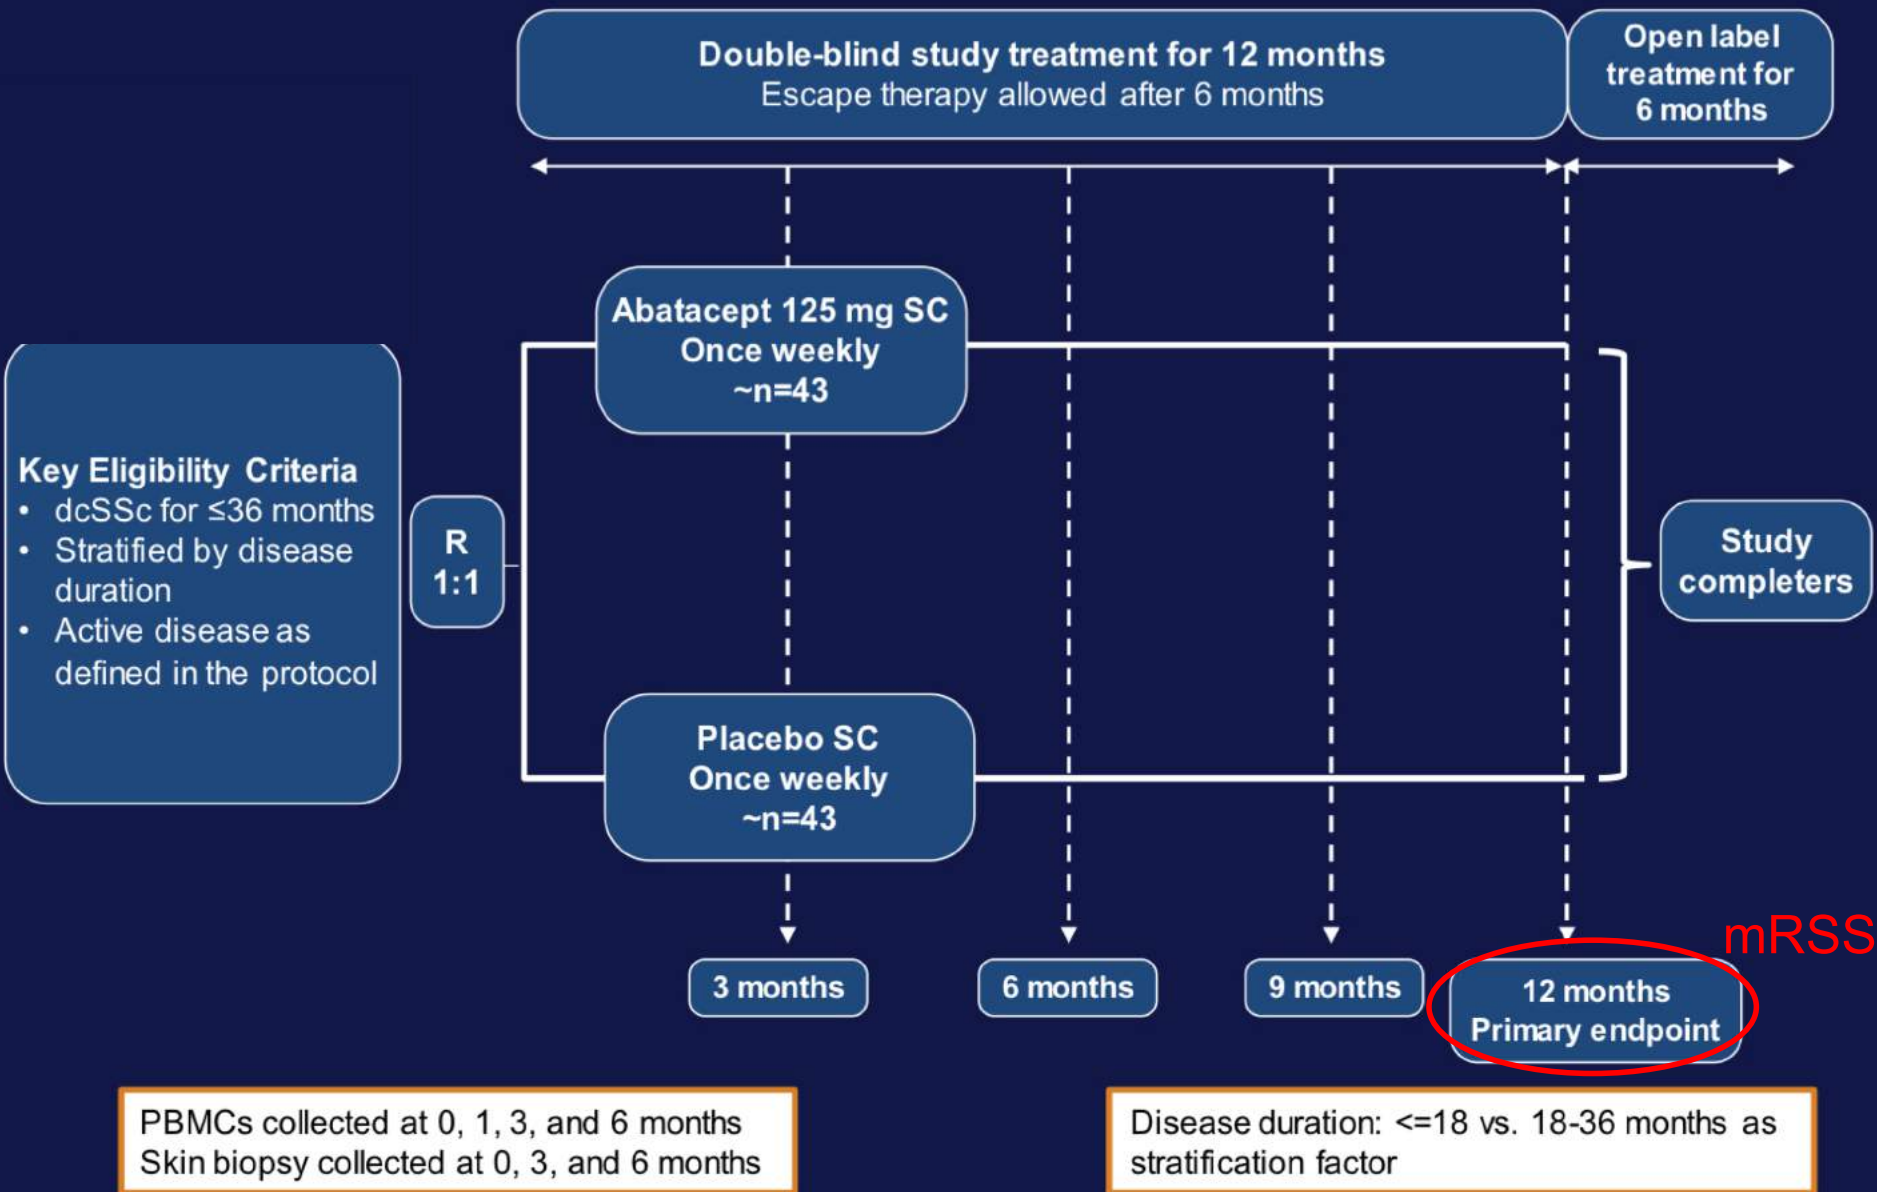 Double-blind study treatment for 12 months
Escape therapy allowed after 6 months
Open label
treatment for
6 months
Abatacept 125 mg SC
Once weekly
~n=43
Key Eligibility Criteria
• dcSSc for ≤36 months
• Stratified by disease
duration
• Active disease as
defined in the protocol
R
1:1
Study
completers
Placebo SC
Once weekly
~n=43
mRSS
3 months
6 months
9 months
12 months
Primary endpoint
PBMCs collected at 0, 1, 3, and 6 months
Skin biopsy collected at 0, 3, and 6 months
Disease duration: <=18 vs. 18-36 months as
stratification factor